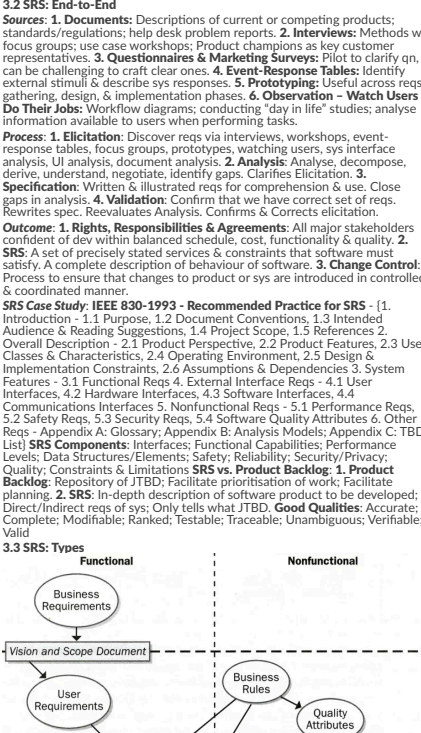 3.2 SRS: End-to-End
Sources: 1. Documents: Descriptions of current or competing products;
standards/regulations; help desk problem reports. 2. Interviews: Methods w
focus groups; use case workshops; Product champions as key customer
representatives. 3. Questionnaires & Marketing Surveys: Pilot to clarify qn,
can be challenging to craft clear ones. 4. Event-Response Tables: Identify
external stimuli & describe sys responses. 5. Prototyping: Useful across reqs
gathering, design, & implementation phases. 6. Observation – Watch Users
Do Their Jobs: Workflow diagrams; conducting "day in life" studies; analyse
information available to users when performing tasks.
Process: 1. Elicitation: Discover reqs via interviews, workshops, event-
response tables, focus groups, prototypes, watching users, sys interface
analysis, UI analysis, document analysis. 2. Analysis: Analyse, decompose,
derive, understand, negotiate, identify gaps. Clarifies Elicitation. 3.
Specification: Written & illustrated reqs for comprehension & use. Close
gaps in analysis. 4. Validation: Confirm that we have correct set of reqs.
Rewrites spec. Reevaluates Analysis. Confirms & Corrects elicitation.
Outcome: 1. Rights, Responsibilities & Agreements: All major stakeholders
confident of dev within balanced schedule, cost, functionality & quality. 2.
SRS: A set of precisely stated services & constraints that software must
satisfy. A complete description of behaviour of software. 3. Change Control:
Process to ensure that changes to product or sys are introduced in controlled
& coordinated manner.
SRS Case Study: IEEE 830-1993 - Recommended Practice for SRS - {1.
Introduction - 1.1 Purpose, 1.2 Document Conventions, 1.3 Intended
Audience & Reading Suggestions, 1.4 Project Scope, 1.5 References 2.
Overall Description - 2.1 Product Perspective, 2.2 Product Features, 2.3 Use
Classes & Characteristics, 2.4 Operating Environment, 2.5 Design &
Implementation Constraints, 2.6 Assumptions & Dependencies 3. System
Features - 3.1 Functional Reqs 4. External Interface Reqs - 4.1 User
Interfaces, 4.2 Hardware Interfaces, 4.3 Software Interfaces, 4.4
Communications Interfaces 5. Nonfunctional Reqs - 5.1 Performance Reqs,
5.2 Safety Reqs, 5.3 Security Reqs, 5.4 Software Quality Attributes 6. Other
Reqs - Appendix A: Glossary; Appendix B: Analysis Models; Appendix C: TBD
List} SRS Components: Interfaces; Functional Capabilities; Performance
Levels; Data Structures/Elements; Safety; Reliability; Security/Privacy;
Quality; Constraints & Limitations SRS vs. Product Backlog: 1. Product
Backlog: Repository of JTBD; Facilitate prioritisation of work; Facilitate
planning. 2. SRS: In-depth description of software product to be developed;
Direct/Indirect reqs of sys; Only tells what JTBD. Good Qualities: Accurate;
Complete; Modifiable; Ranked; Testable; Traceable; Unambiguous; Verifiable;
Valid
3.3 SRS: Types
Functional
Nonfunctional
Business
Requirements
Vision and Scope Document
User
Requirements
Business
Rules
Quality
Attributes